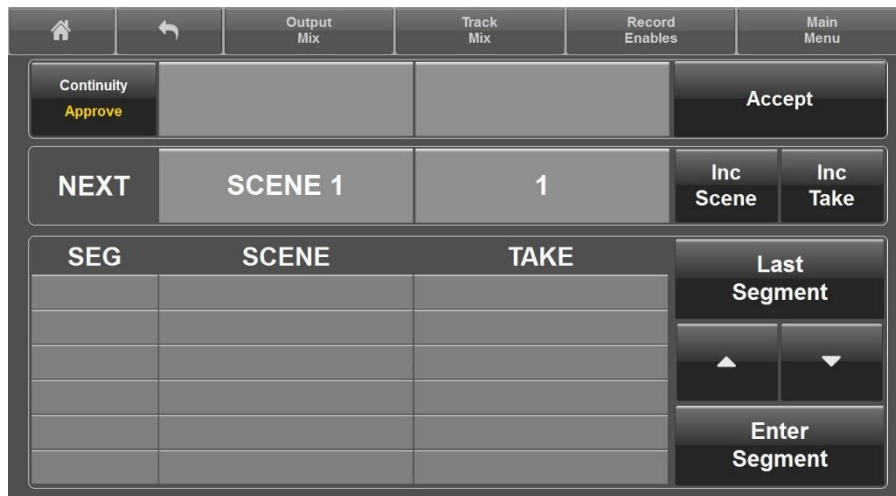 Output
Mix
Track
Mix
Record
Enables
Main
Menu
Continuity
Approve
Accept
NEXT
SCENE 1
1
Inc
Scene
Inc
Take
SEG
SCENE
TAKE
Last
Segment
Enter
Segment